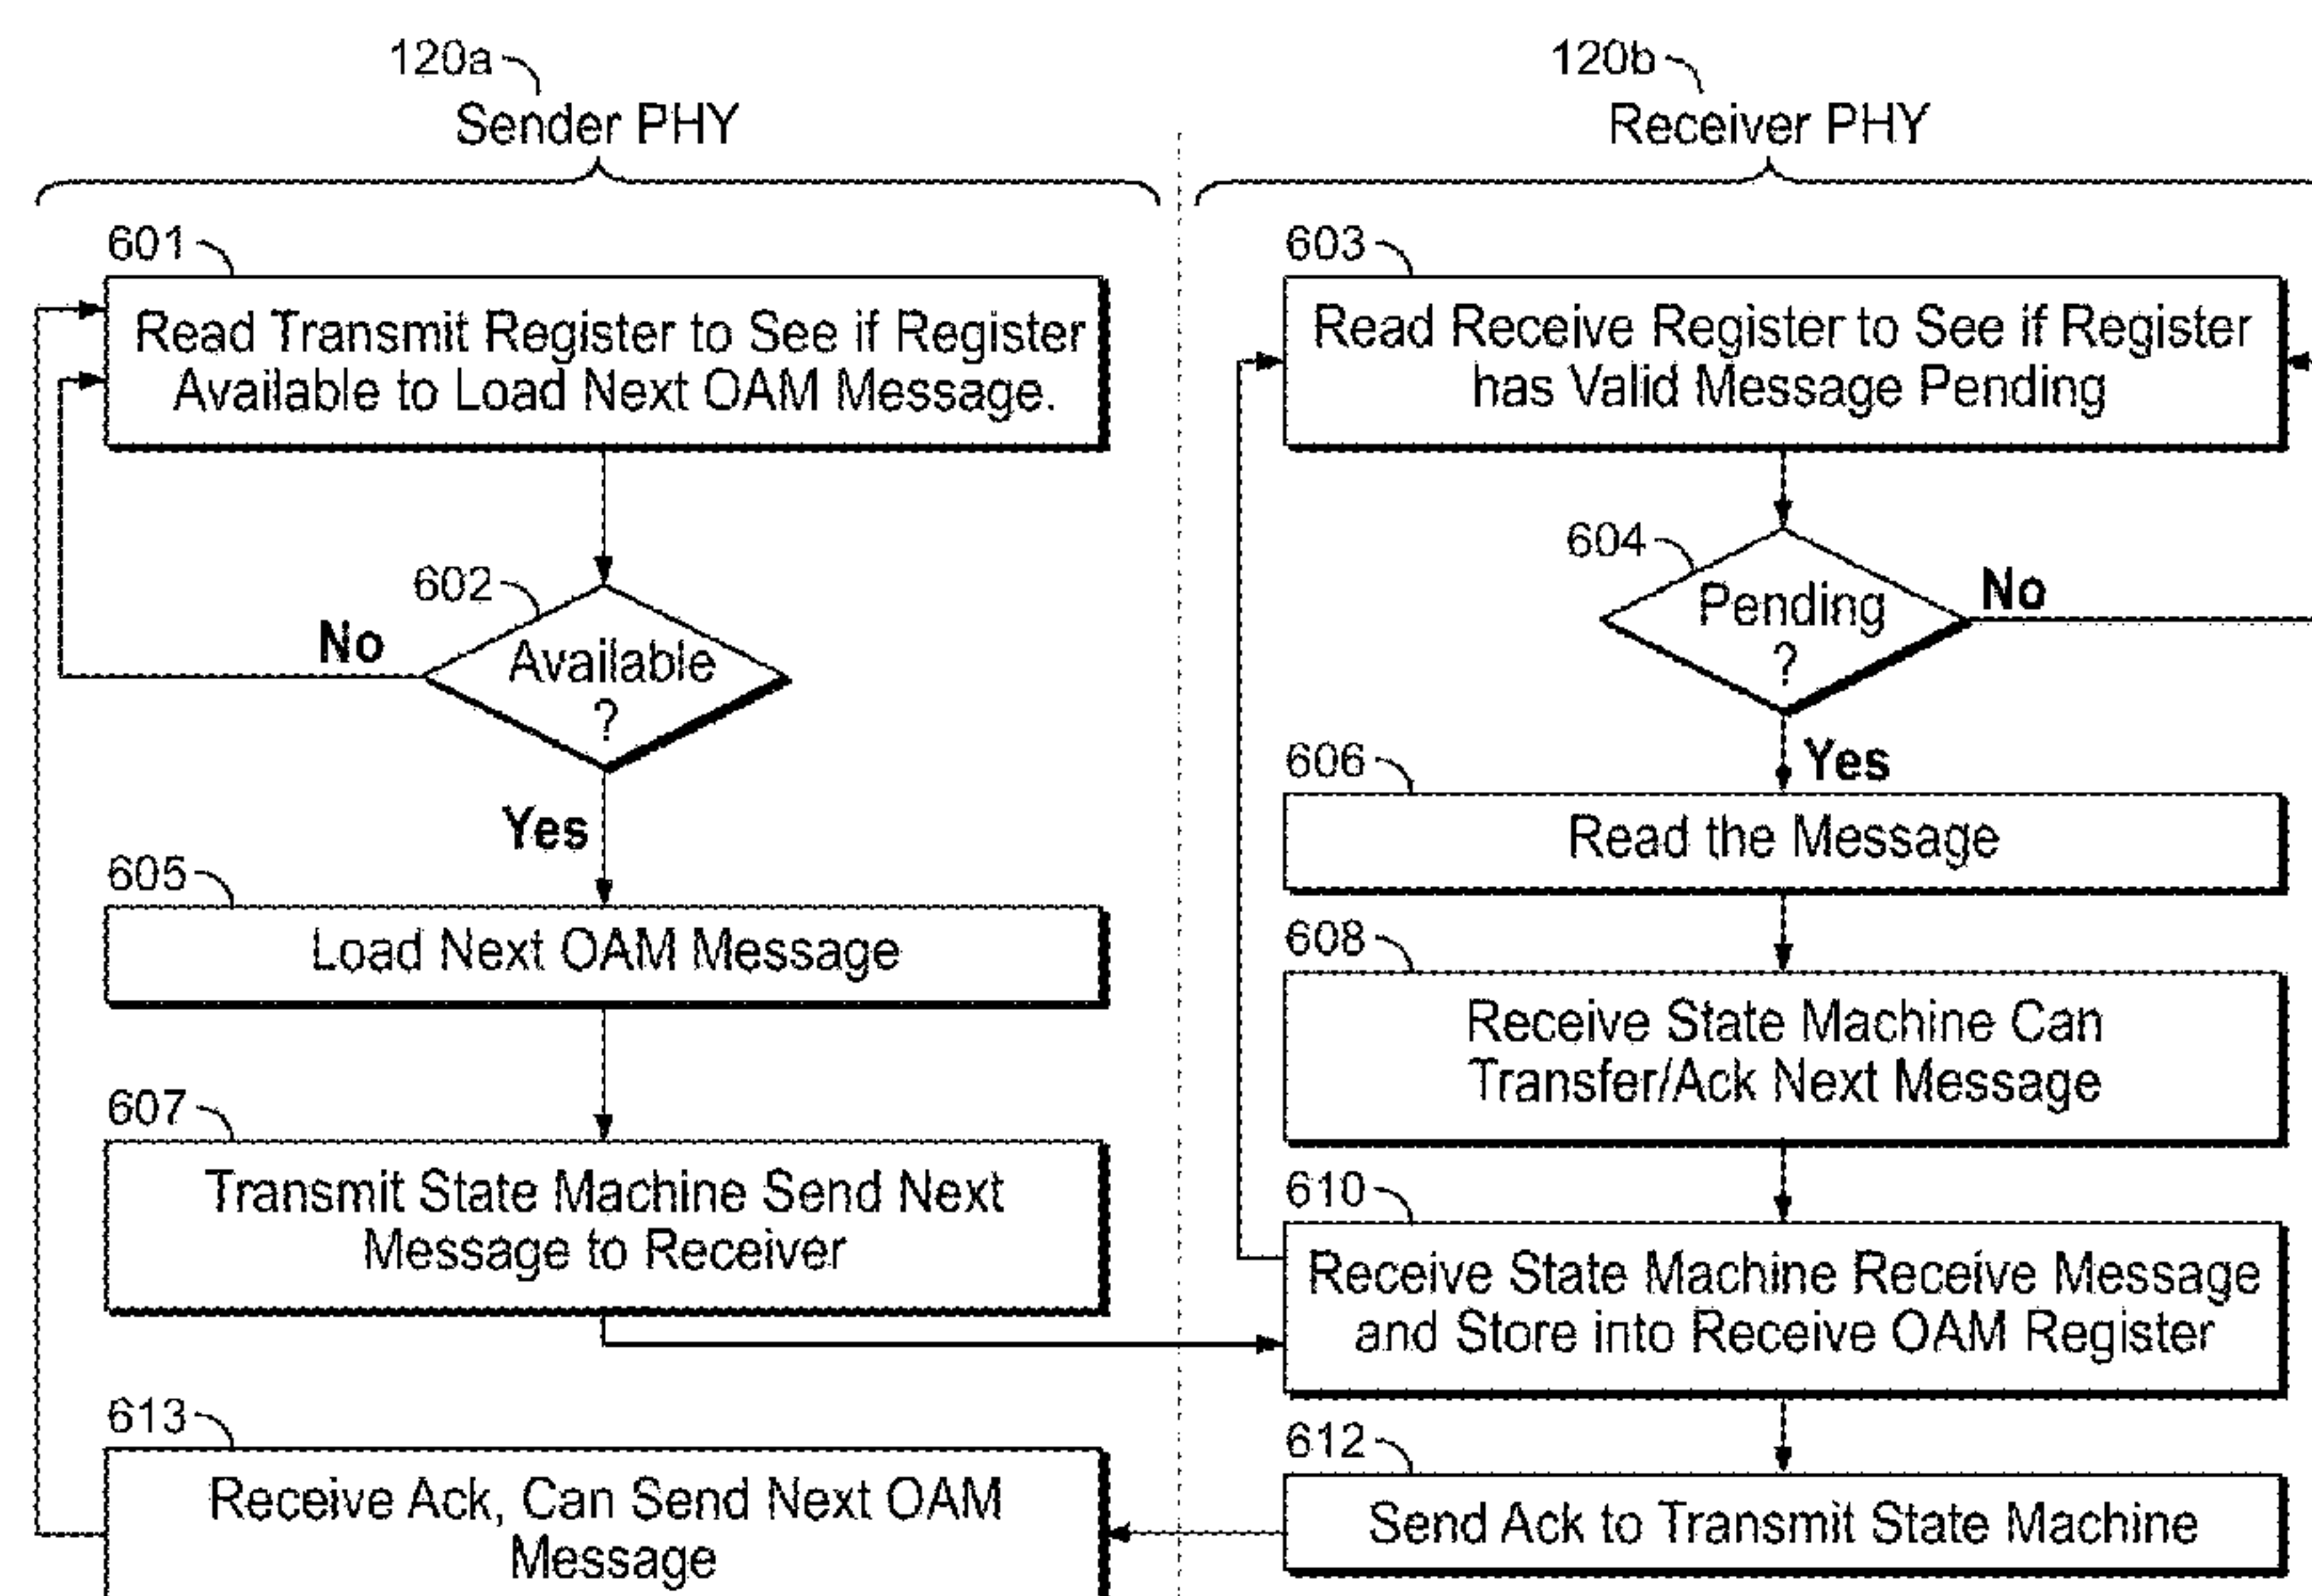 120a
Sender PHY
601
Read Transmit Register to See if Register
Available to Load Next OAM Message.
602
Available
?
No
Yes
605
Load Next OAM Message
607
Transmit State Machine Send Next
Message to Receiver
613
Receive Ack, Can Send Next OAM
Message
120b
Receiver PHY
603
Read Receive Register to See if Register
has Valid Message Pending
604
Pending
?
No
Yes
606
Read the Message
608
Receive State Machine Can
Transfer/Ack Next Message
610
Receive State Machine Receive Message
and Store into Receive OAM Register
612
Send Ack to Transmit State Machine